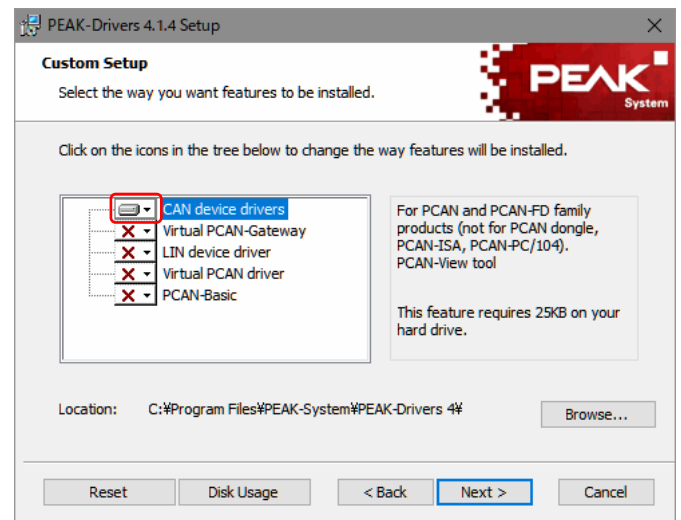 PEAK-Drivers 4.1.4 Setup
Custom Setup
Select the way you want features to be installed.
PEAK
System
Click on the icons in the tree below to change the way features will be installed.
CAN device drivers
Virtual PCAN-Gateway
LIN device driver
Virtual PCAN driver
PCAN-Basic
For PCAN and PCAN-FD family
products (not for PCAN dongle,
PCAN-ISA, PCAN-PC/104).
PCAN-View tool
This feature requires 25KB on your
hard drive.
Location: C:¥Program Files¥PEAK-System¥PEAK-Drivers 4¥
Browse...
Reset Disk Usage < Back Next > Cancel